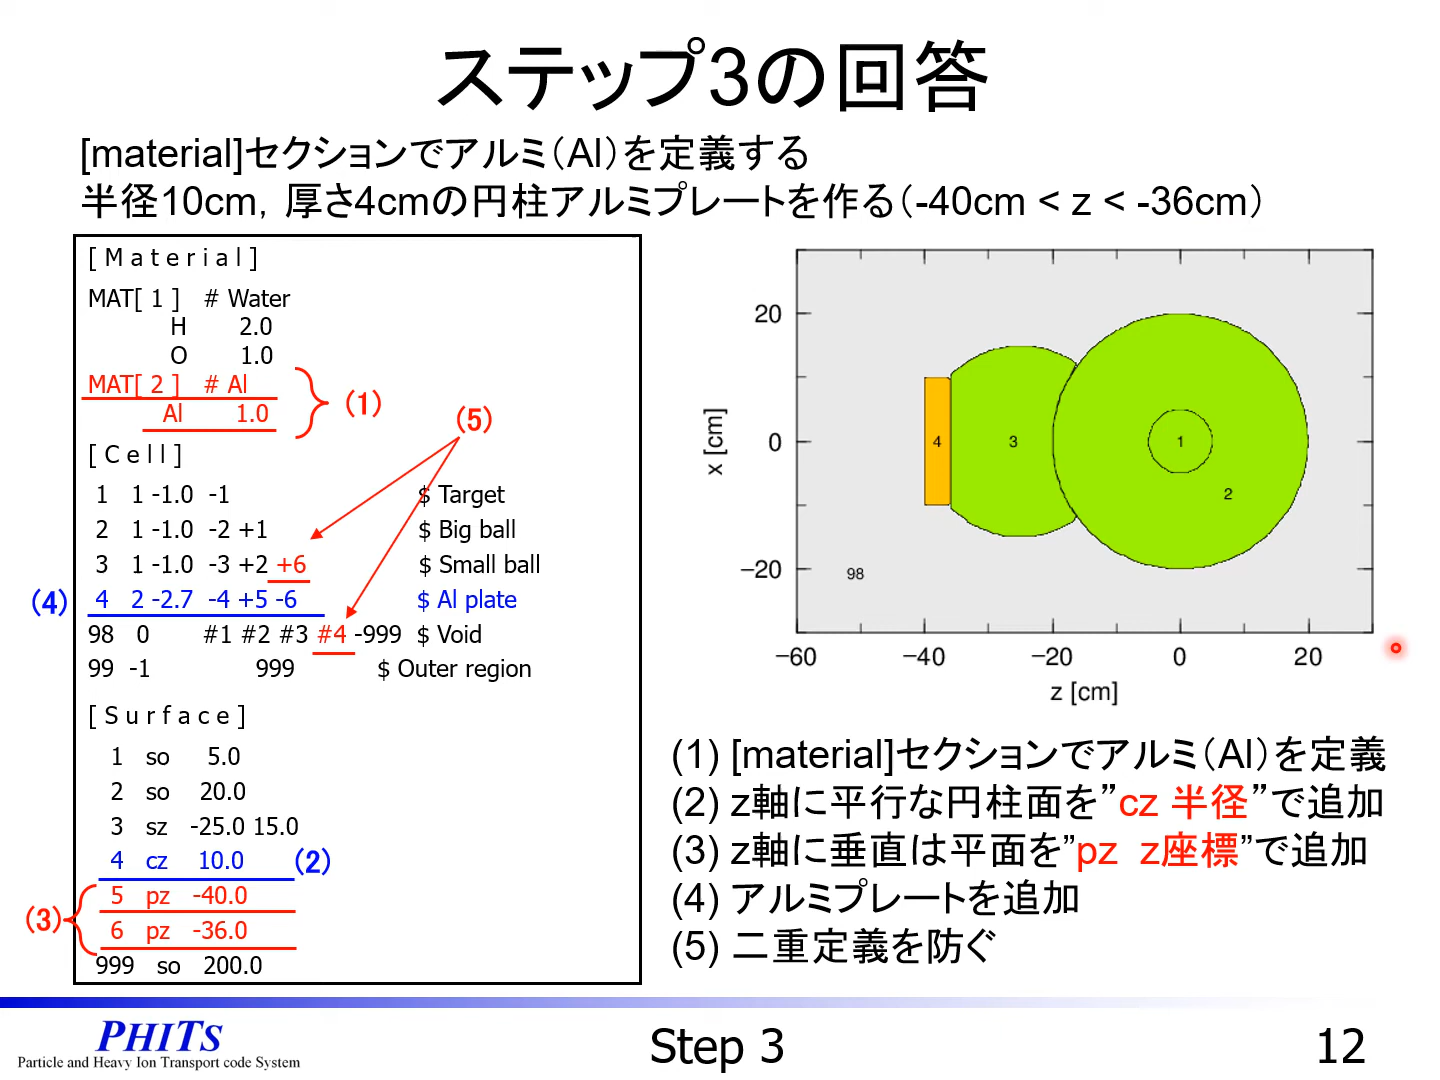 ステップ3の回答
[material]セクションでアルミ（Al）を定義する
半径10cm，厚さ4cmの円柱アルミプレートを作る（-40cm < z < -36cm）
[ M a t e r i a l ]
MAT[ 1 ] # Water
H 2.0
O 1.0
MAT[ 2 ] # Al
Al 1.0
(1)
(5)
[ C e l l ]
1 1 -1.0 -1 $ Target
2 1 -1.0 -2 +1 $ Big ball
3 1 -1.0 -3 +2 +6 $ Small ball
(4) 4 2 -2.7 -4 +5 -6 $ Al plate
98 0 #1 #2 #3 #4 -999 $ Void
99 -1 999 $ Outer region
[ S u r f a c e ]
1 so 5.0
2 so 20.0
3 sz -25.0 15.0
4 cz 10.0 (2)
5 pz -40.0
(3)
6 pz -36.0
999 so 200.0
20
0
−20
x [cm]
4 3 1
2
98
−60 −40 −20 0 20
z [cm]
(1) [material]セクションでアルミ（Al）を定義
(2) z軸に平行な円柱面を”cz 半径”で追加
(3) z軸に垂直は平面を”pz z座標”で追加
(4) アルミプレートを追加
(5) 二重定義を防ぐ
PHITS
Particle and Heavy Ion Transport code System
Step 3
12